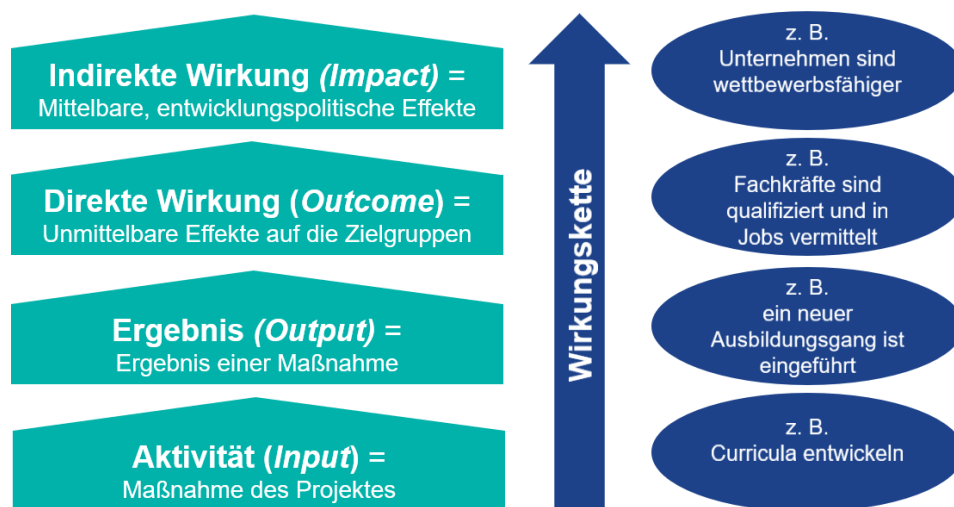 Indirekte Wirkung (Impact) =
Mittelbare, entwicklungspolitische Effekte
z. B.
Unternehmen sind
wettbewerbsfähiger
Direkte Wirkung (Outcome) =
Unmittelbare Effekte auf die Zielgruppen
z. B.
Fachkräfte sind
qualifiziert und in
Jobs vermittelt
Wirkungskette
Ergebnis (Output) =
Ergebnis einer Maßnahme
z. B.
ein neuer
Ausbildungsgang ist
eingeführt
Aktivität (Input) =
Maßnahme des Projektes
z. B.
Curricula entwickeln